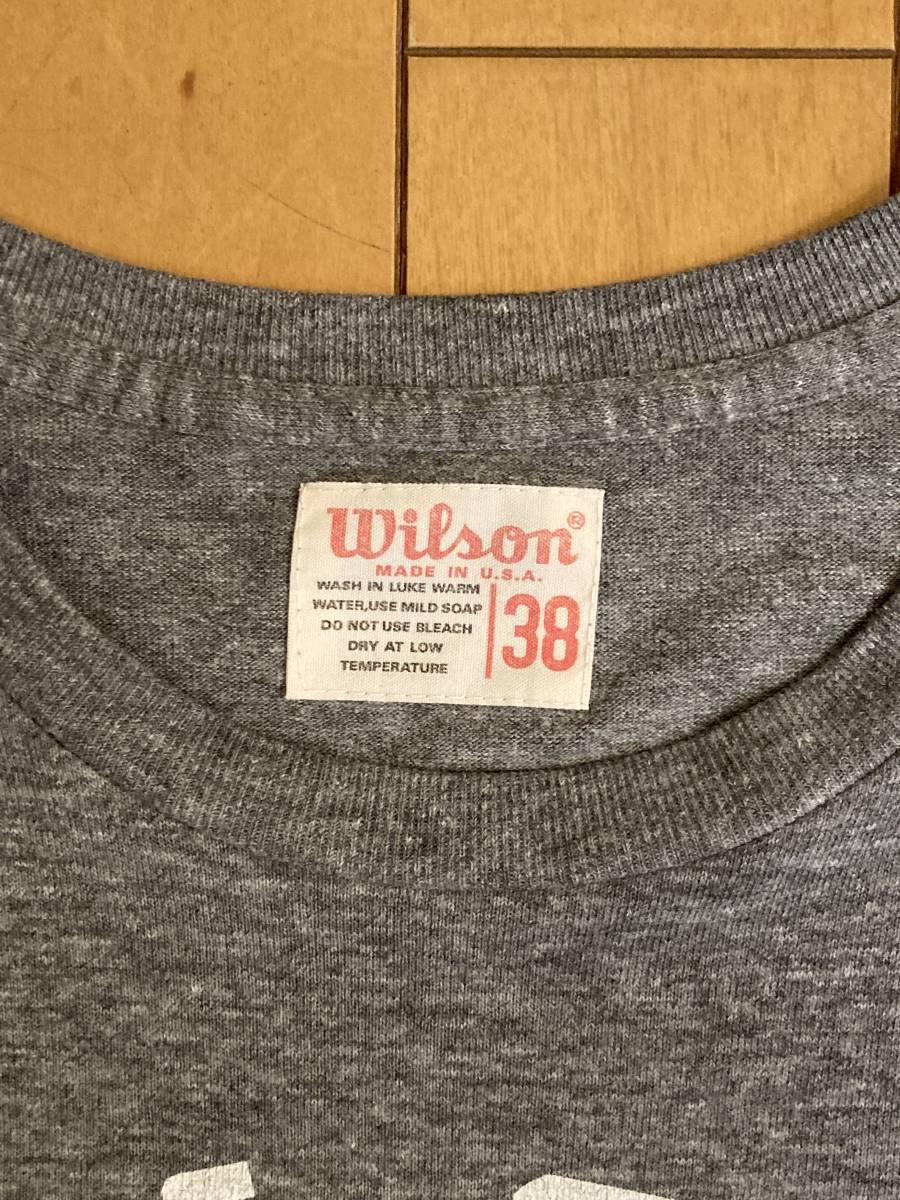 Wilson®
MADE IN U.S.A.
WASH IN LUKE WARM
WATER,USE MILD SOAP
DO NOT USE BLEACH
DRY AT LOW
TEMPERATURE
38